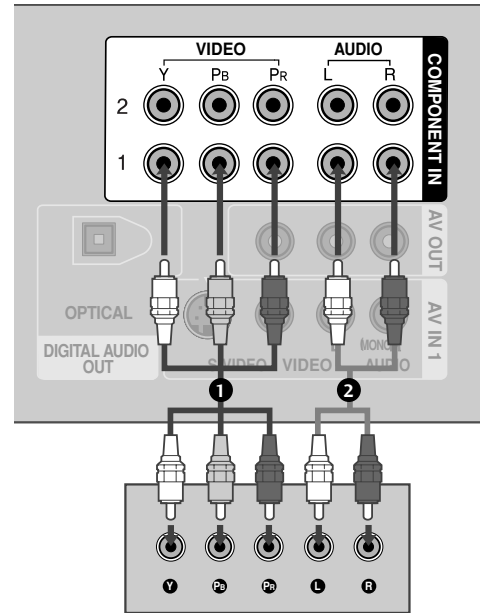 VIDEO AUDIO
Y PB PR L R
COMPONENT IN
2
1
AV OUT
OPTICAL
AV IN 1
DIGITAL AUDIO
OUT
S-VIDEO VIDEO
(MONO)
AUDIO
1 2
Y PB PR L R